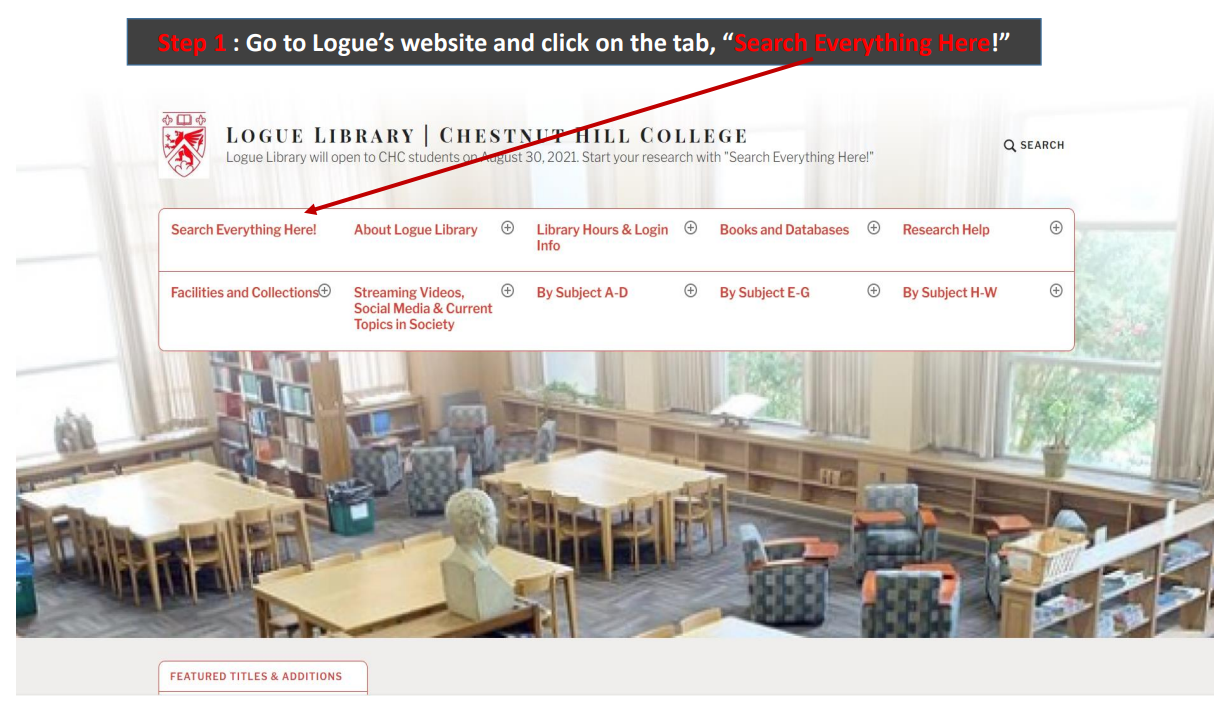 Step 1 : Go to Logue’s website and click on the tab, “Search Everything Here!”
LOGUE LIBRARY | CHESTNUT HILL COLLEGE
Logue Library will open to CHC students on August 30, 2021. Start your research with "Search Everything Here!"
SEARCH
Search Everything Here!
About Logue Library
Library Hours & Login
Info
Books and Databases
Research Help
Facilities and Collections
Streaming Videos,
Social Media & Current
Topics in Society
By Subject A-D
By Subject E-G
By Subject H-W
FEATURED TITLES & ADDITIONS